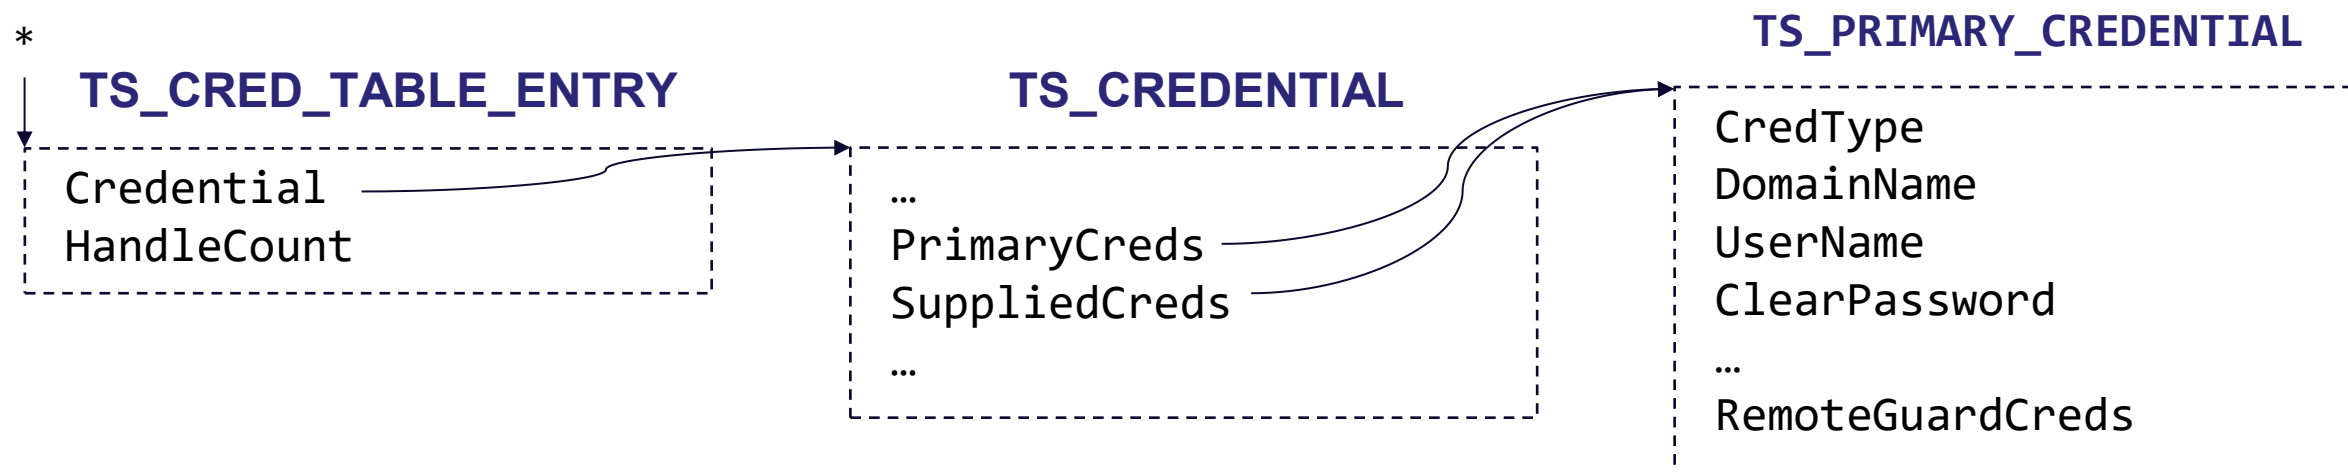 *
TS_CRED_TABLE_ENTRY
Credential
HandleCount
TS_CREDENTIAL
…
PrimaryCreds
SuppliedCreds
…
TS_PRIMARY_CREDENTIAL
CredType
DomainName
UserName
ClearPassword
…
RemoteGuardCreds